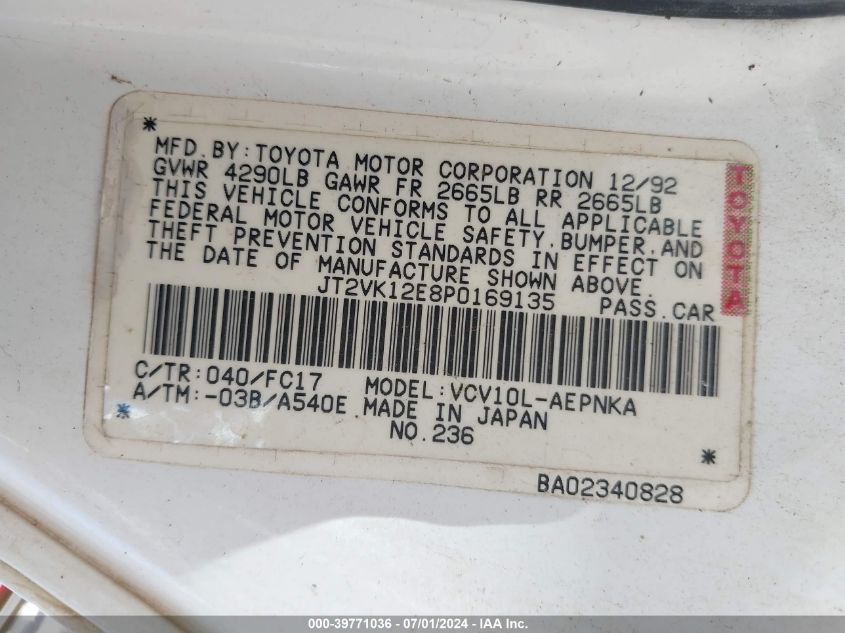 MFD.BY:TOYOTA MOTOR CORPORATION 12/92
GVWR 4290LB GAWR FR 2665LB RR 2665LB
THIS VEHICLE CONFORMS TO ALL APPLICABLE
FEDERAL MOTOR VEHICLE SAFETY.BUMPER.AND
THEFT PREVENTION STANDARDS IN EFFECT ON
THE DATE OF MANUFACTURE SHOWN ABOVE.
JT2VK12E8P0169135 PASS.CAR
TOYOTA
C/TR:040/FC17 MODEL:VCV10L-AEPNKA
A/TM:-03B/A540E MADE IN JAPAN
NO.236
BA02340828
000-39771036 - 07/01/2024 - IAA Inc.